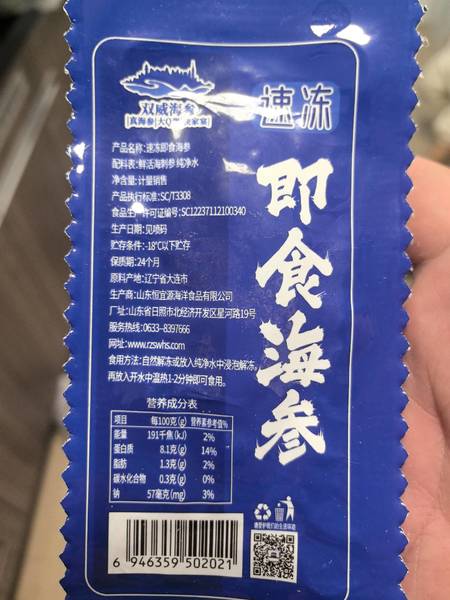 双威海参
速冻
即食海参
产品名称:速冻即食海参
配料表:鲜活海刺参 纯净水
净含量:计量销售
产品执行标准:SC/T3308
食品生产许可证编号:SC12237112100340
生产日期:见喷码
贮存条件:-18℃以下贮存
保质期:24个月
原料产地:辽宁省大连市
生产商:山东恒宜源海洋食品有限公司
厂址:山东省日照市北经济开发区星河路19号
服务热线:0633-8397666
网址:www.rzswhs.com
食用方法:自然解冻或放入纯净水中浸泡解冻。
再放入开水中温热1-2分钟即可食用。
营养成分表
项目 每100克(g) 营养素参考值%
能量 191千焦(kJ) 2%
蛋白质 8.1克(g) 14%
脂肪 1.3克(g) 2%
碳水化合物 0.3克(g) 0%
钠 57毫克(mg) 3%
6 946359 502021